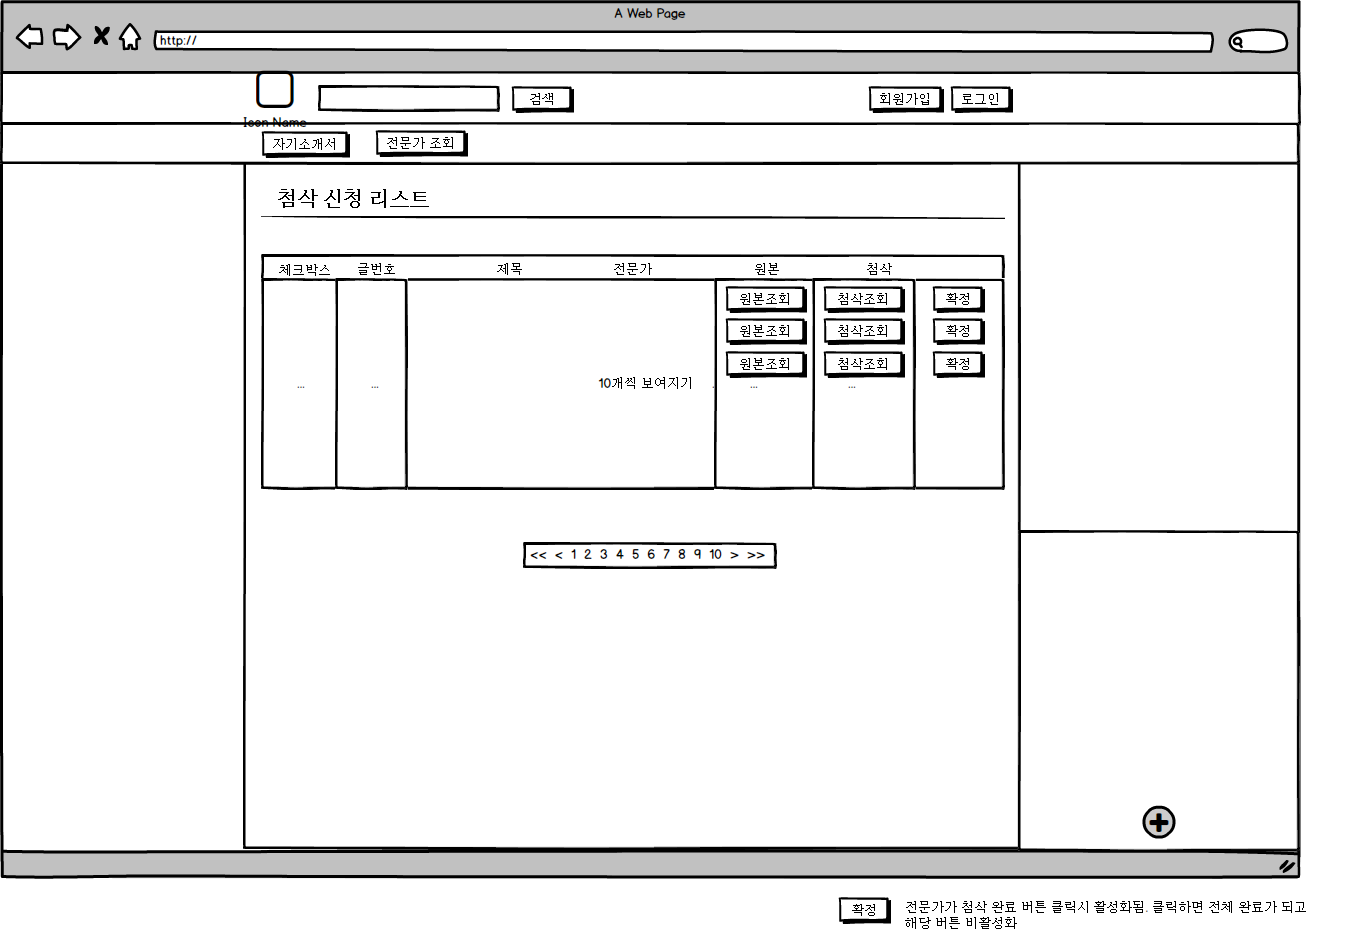 A Web Page
http://
검색
회원가입 로그인
Icon Name
자기소개서 전문가 조회
첨삭 신청 리스트
체크박스 글번호 제목 전문가 원본 첨삭
원본조회 첨삭조회 확정
원본조회 첨삭조회 확정
원본조회 첨삭조회 확정
... ... 10개씩 보여지기 ... ...
<< < 1 2 3 4 5 6 7 8 9 10 > >>
확정 전문가가 첨삭 완료 버튼 클릭시 활성화됨. 클릭하면 전체 완료가 되고
해당 버튼 비활성화